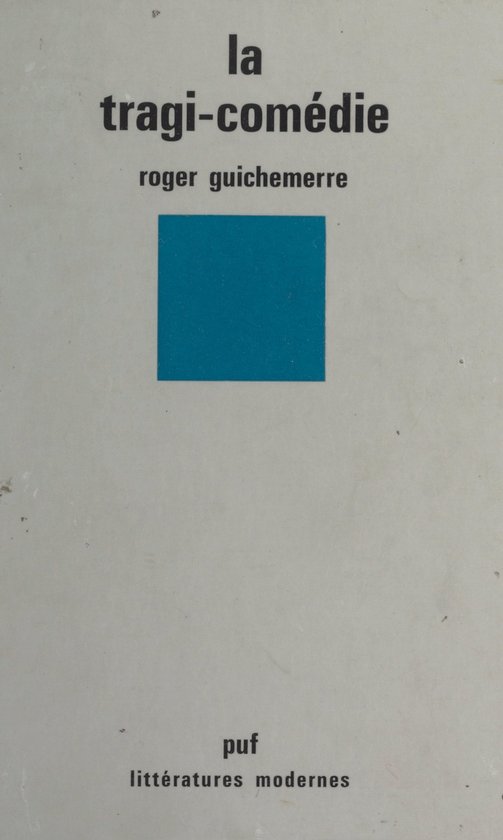 la
tragi-comédie
roger guichemerre
puf
littératures modernes